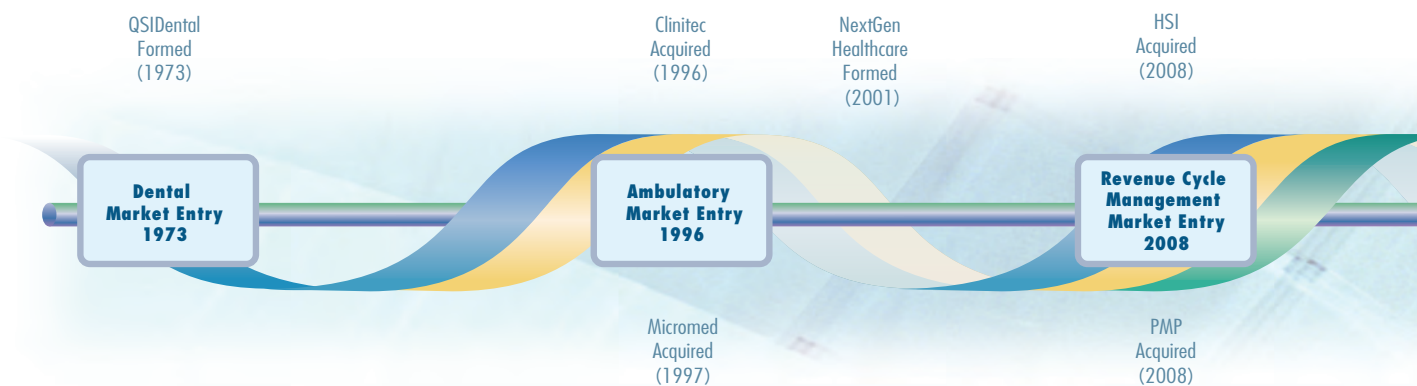 QSIDental
Formed
(1973)
Clinitec
Acquired
(1996)
NextGen
Healthcare
Formed
(2001)
HSI
Acquired
(2008)
Dental
Market Entry
1973
Ambulatory
Market Entry
1996
Revenue Cycle
Management
Market Entry
2008
Micromed
Acquired
(1997)
PMP
Acquired
(2008)